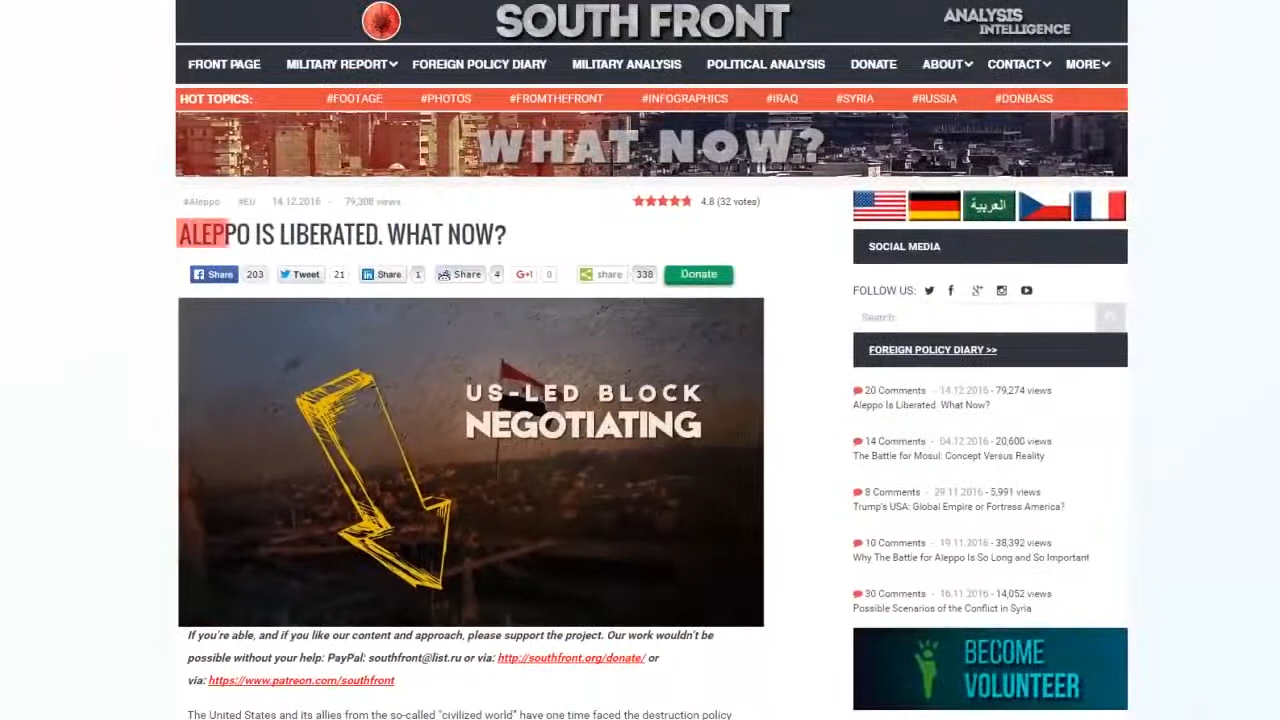 SOUTH FRONT
ANALYSIS
INTELLIGENCE
FRONT PAGE MILITARY REPORT FOREIGN POLICY DIARY MILITARY ANALYSIS POLITICAL ANALYSIS DONATE ABOUT CONTACT MORE
HOT TOPICS: #FOOTAGE #PHOTOS #FROMTHEFRONT #INFOGRAPHICS #IRAQ #SYRIA #RUSSIA #DONBASS
WHAT NOW?
#Aleppo #EU 14.12.2016 - 79,308 views 4.8 (32 votes)
ALEPPO IS LIBERATED. WHAT NOW?
Share 203 Tweet 21 Share 1 Share 4 G+1 0 share 338 Donate
US-LED BLOCK
NEGOTIATING
If you're able, and if you like our content and approach, please support the project. Our work wouldn't be
possible without your help: PayPal: southfront@list.ru or via: http://southfront.org/donate/ or
via: https://www.patreon.com/southfront
The United States and its allies from the so-called "civilized world" have one time faced the destruction policy
العربية
SOCIAL MEDIA
FOLLOW US:
Search:
FOREIGN POLICY DIARY >>
20 Comments - 14.12.2016 - 79,274 views
Aleppo Is Liberated. What Now?
14 Comments - 04.12.2016 - 20,600 views
The Battle for Mosul: Concept Versus Reality
8 Comments - 29.11.2016 - 5,991 views
Trump's USA: Global Empire or Fortress America?
10 Comments - 19.11.2016 - 38,392 views
Why The Battle for Aleppo Is So Long and So Important
30 Comments - 16.11.2016 - 14,052 views
Possible Scenarios of the Conflict in Syria
BECOME
VOLUNTEER